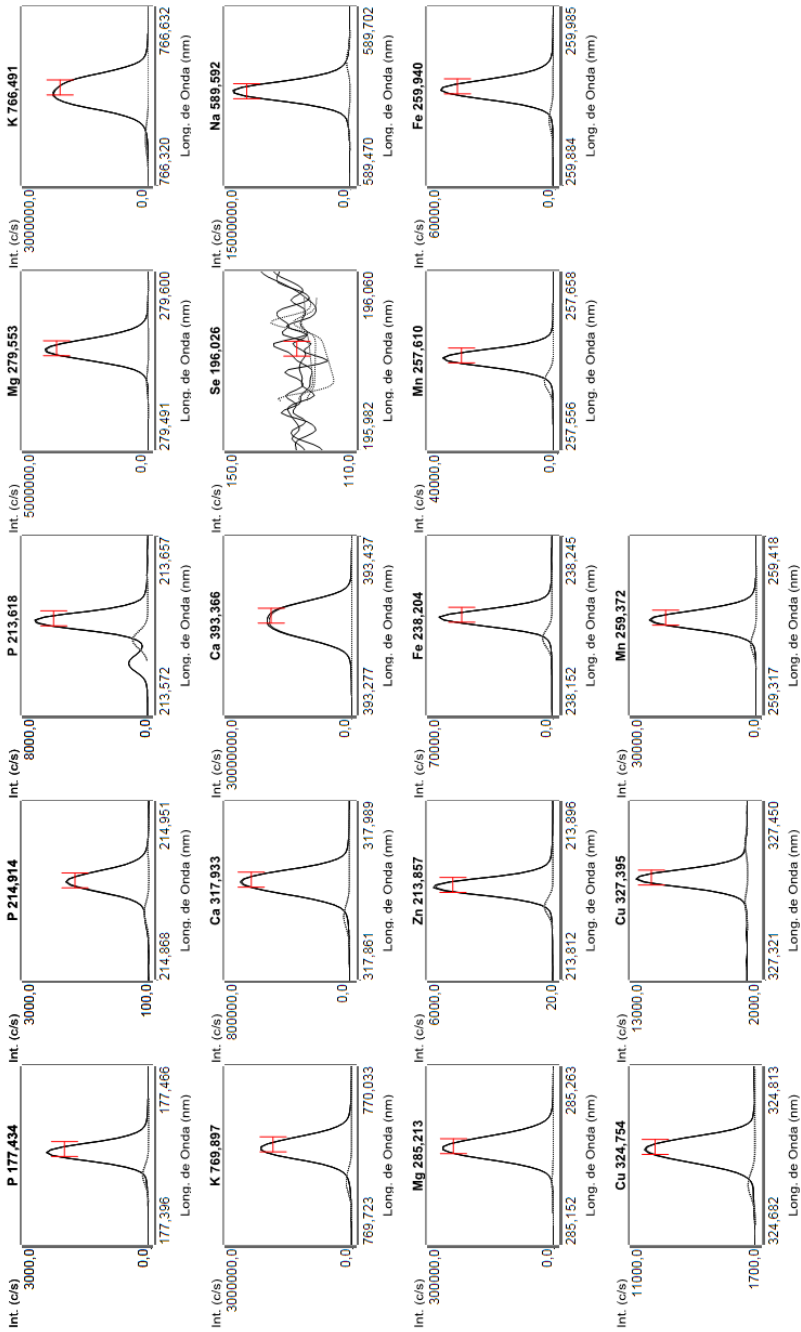 Int. (c/s)
P 177,434
3000,0
0,0
177,396
177,466
Long. de Onda (nm)
Int. (c/s)
P 214,914
3000,0
100,0
214,868
214,951
Long. de Onda (nm)
Int. (c/s)
P 213,618
8000,0
0,0
213,572
213,657
Long. de Onda (nm)
Int. (c/s)
Mg 279,553
5000000,0
0,0
279,491
279,600
Long. de Onda (nm)
Int. (c/s)
K 766,491
3000000,0
0,0
766,320
766,632
Long. de Onda (nm)
Int. (c/s)
K 769,897
3000000,0
0,0
769,723
770,033
Long. de Onda (nm)
Int. (c/s)
Ca 317,933
800000,0
0,0
317,861
317,989
Long. de Onda (nm)
Int. (c/s)
Ca 393,366
30000000,0
0,0
393,277
393,437
Long. de Onda (nm)
Int. (c/s)
Se 196,026
150,0
110,0
195,982
196,060
Long. de Onda (nm)
Int. (c/s)
Na 589,592
15000000,0
0,0
589,470
589,702
Long. de Onda (nm)
Int. (c/s)
Mg 285,213
300000,0
0,0
285,152
285,263
Long. de Onda (nm)
Int. (c/s)
Zn 213,857
6000,0
20,0
213,812
213,896
Long. de Onda (nm)
Int. (c/s)
Fe 238,204
70000,0
0,0
238,152
238,245
Long. de Onda (nm)
Int. (c/s)
Mn 257,610
40000,0
0,0
257,556
257,658
Long. de Onda (nm)
Int. (c/s)
Fe 259,940
60000,0
0,0
259,884
259,985
Long. de Onda (nm)
Int. (c/s)
Cu 324,754
11000,0
1700,0
324,682
324,813
Long. de Onda (nm)
Int. (c/s)
Cu 327,395
13000,0
2000,0
327,321
327,450
Long. de Onda (nm)
Int. (c/s)
Mn 259,372
30000,0
0,0
259,317
259,418
Long. de Onda (nm)